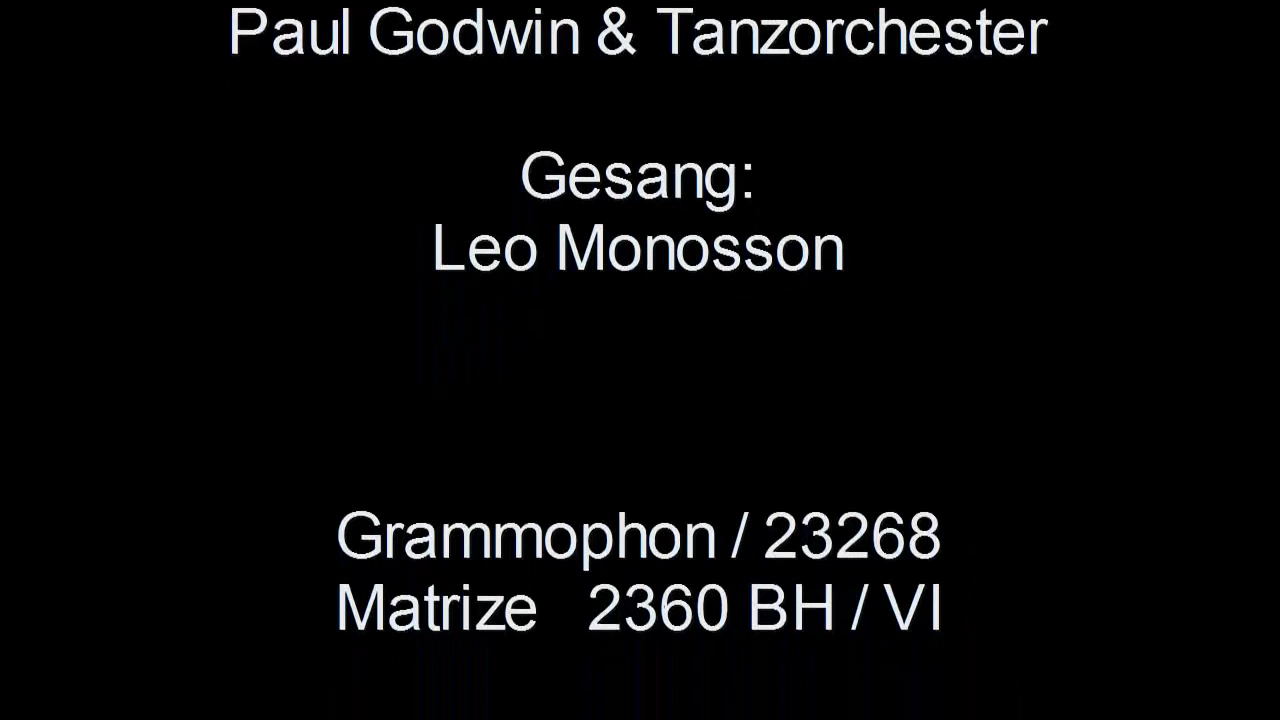 Paul Godwin & Tanzorchester
Gesang:
Leo Monosson
Grammophon / 23268
Matrize 2360 BH / VI